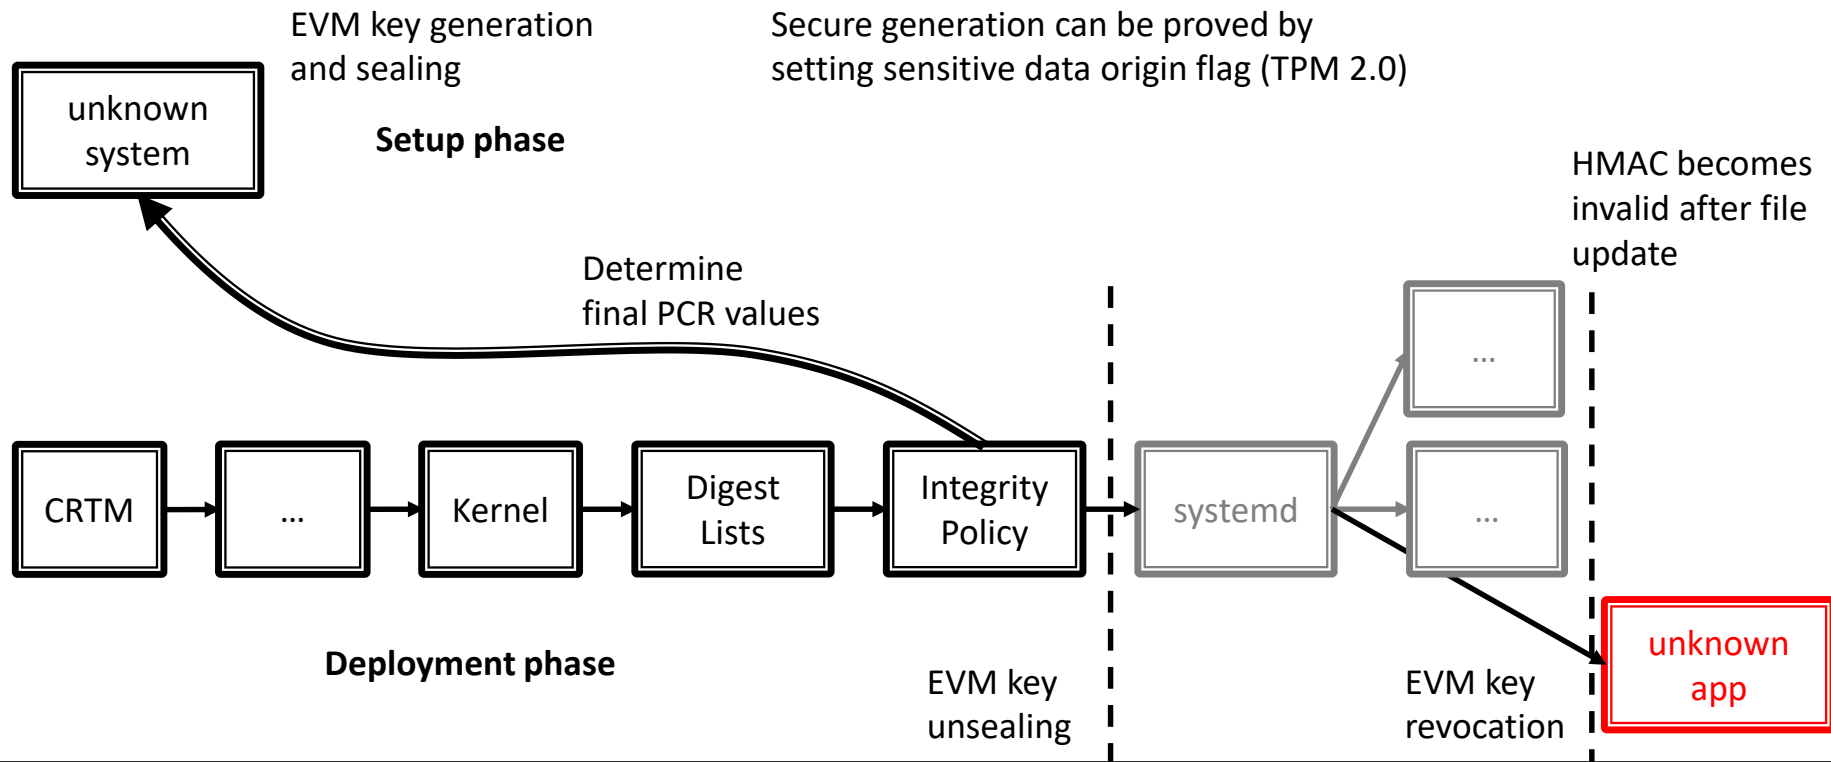 EVM key generation
and sealing
Secure generation can be proved by
setting sensitive data origin flag (TPM 2.0)
unknown
system
Setup phase
HMAC becomes
invalid after file
update
Determine
final PCR values
...
CRTM
...
Kernel
Digest
Lists
Integrity
Policy
systemd
...
unknown
app
Deployment phase
EVM key
unsealing
EVM key
revocation